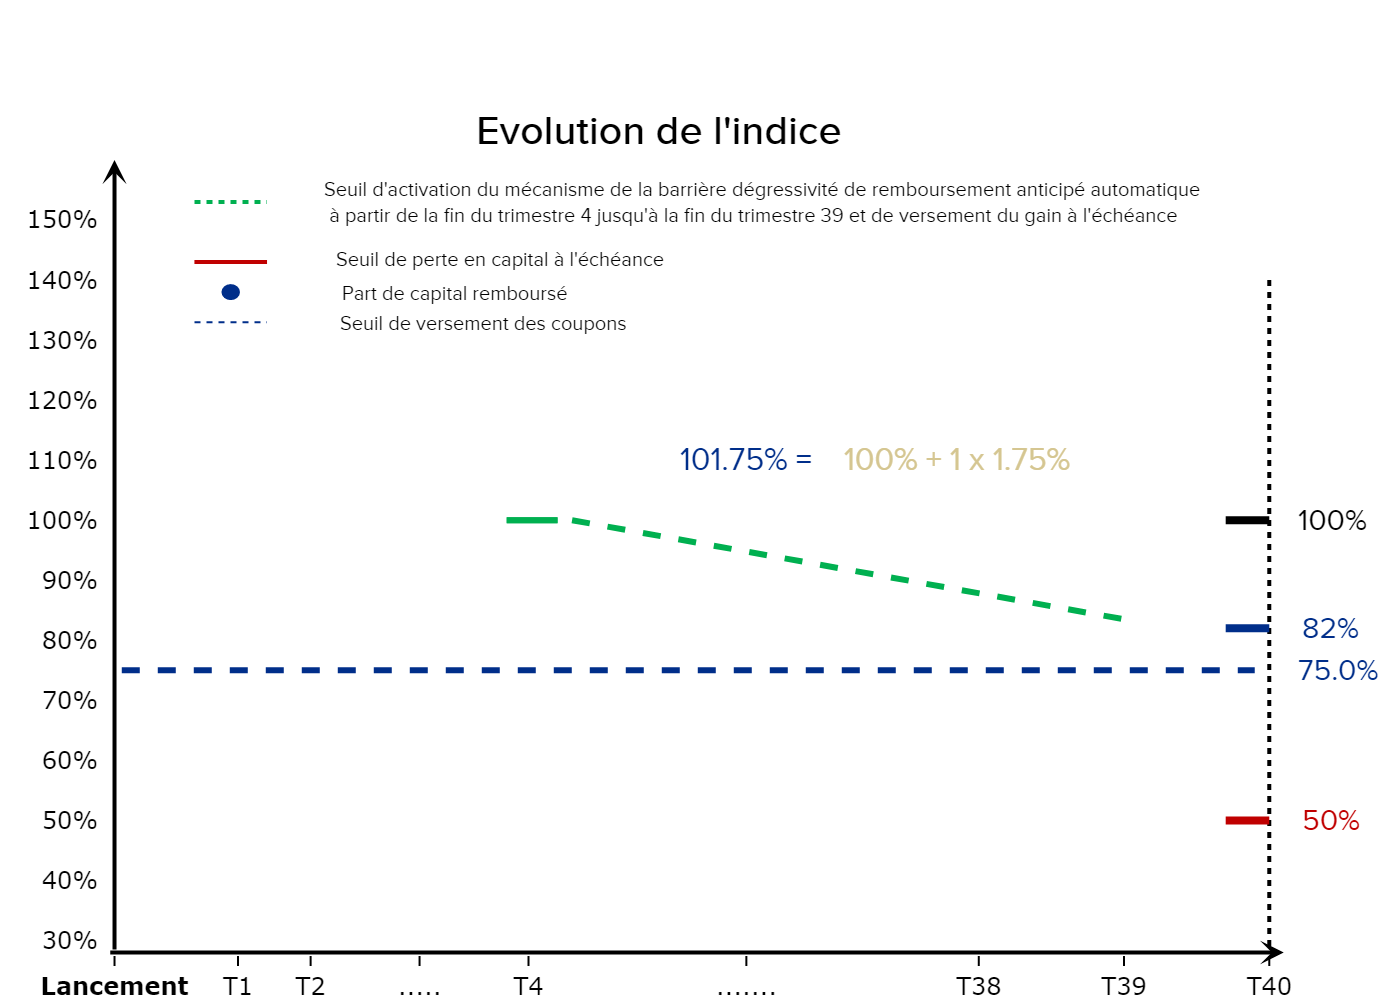 Evolution de l'indice
Seuil d'activation du mécanisme de la barrière dégressivité de remboursement anticipé automatique
à partir de la fin du trimestre 4 jusqu'à la fin du trimestre 39 et de versement du gain à l'échéance
Seuil de perte en capital à l'échéance
Part de capital remboursé
Seuil de versement des coupons
150%
140%
130%
120%
110%
101.75% = 100% + 1 x 1.75%
100%
100%
90%
80%
82%
75.0%
70%
60%
50%
50%
40%
30%
Lancement T1 T2 ..... T4 ....... T38 T39 T40